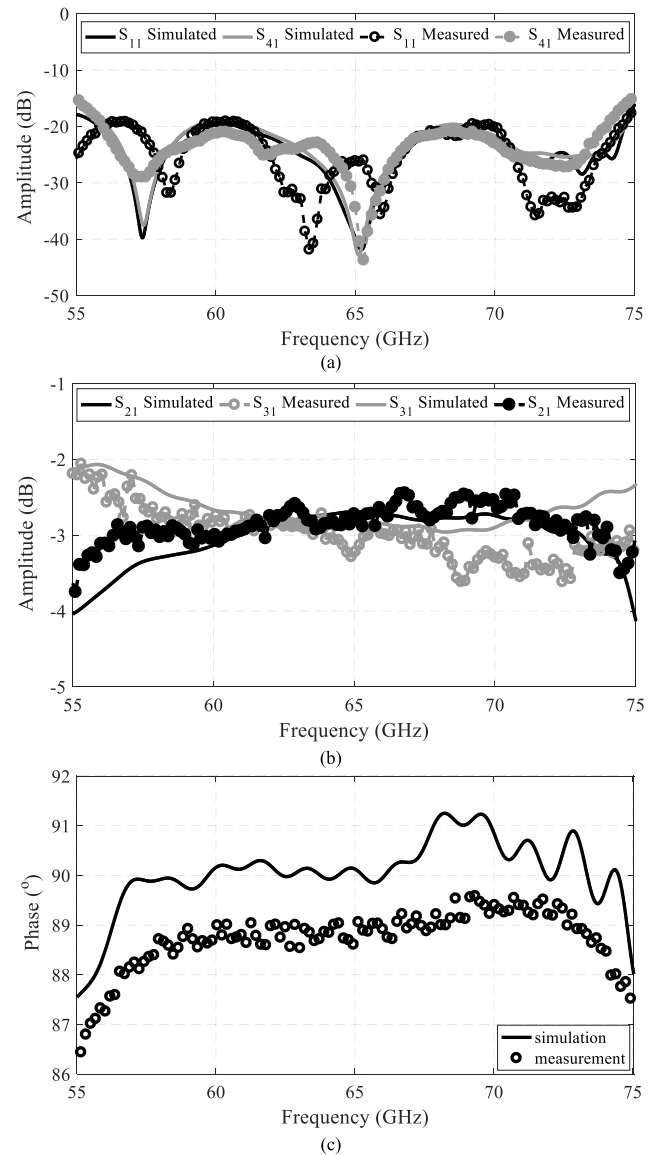 0
-10
-20
-30
-40
-50
Amplitude (dB)
S11 Simulated S41 Simulated S11 Measured S41 Measured
55 60 65 70 75
Frequency (GHz)
(a)
-1
-2
-3
-4
-5
Amplitude (dB)
S21 Simulated S31 Measured S31 Simulated S21 Measured
55 60 65 70 75
Frequency (GHz)
(b)
92
91
90
89
88
87
86
Phase (o)
simulation
measurement
55 60 65 70 75
Frequency (GHz)
(c)